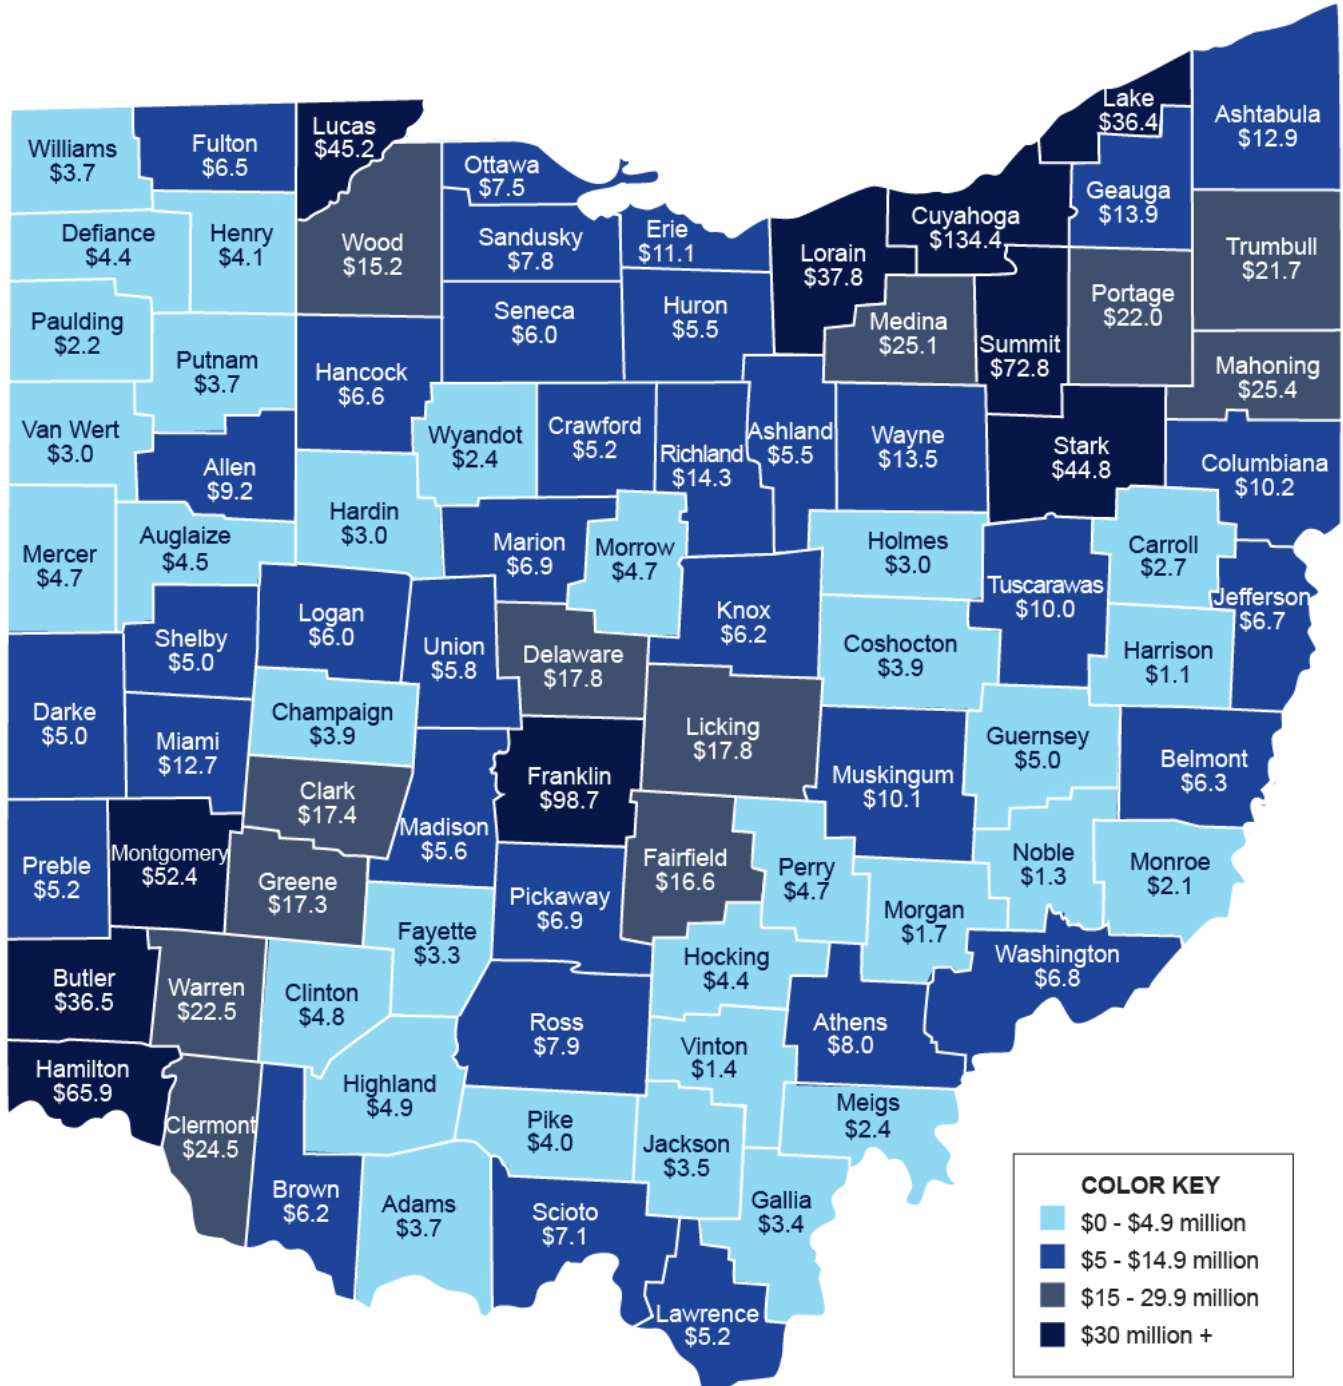 Williams
$3.7
Fulton
$6.5
Lucas
$45.2
Ottawa
$7.5
Lake
$36.4
Ashtabula
$12.9
Defiance
$4.4
Henry
$4.1
Wood
$15.2
Sandusky
$7.8
Erie
$11.1
Lorain
$37.8
Cuyahoga
$134.4
Geauga
$13.9
Trumbull
$21.7
Paulding
$2.2
Putnam
$3.7
Hancock
$6.6
Seneca
$6.0
Huron
$5.5
Medina
$25.1
Summit
$72.8
Portage
$22.0
Mahoning
$25.4
Van Wert
$3.0
Allen
$9.2
Wyandot
$2.4
Crawford
$5.2
Richland
$14.3
Ashland
$5.5
Wayne
$13.5
Stark
$44.8
Columbiana
$10.2
Mercer
$4.7
Auglaize
$4.5
Hardin
$3.0
Marion
$6.9
Morrow
$4.7
Holmes
$3.0
Tuscarawas
$10.0
Carroll
$2.7
Jefferson
$6.7
Shelby
$5.0
Logan
$6.0
Union
$5.8
Delaware
$17.8
Knox
$6.2
Coshocton
$3.9
Harrison
$1.1
Darke
$5.0
Miami
$12.7
Champaign
$3.9
Clark
$17.4
Madison
$5.6
Franklin
$98.7
Licking
$17.8
Muskingum
$10.1
Guernsey
$5.0
Belmont
$6.3
Preble
$5.2
Montgomery
$52.4
Greene
$17.3
Fayette
$3.3
Pickaway
$6.9
Fairfield
$16.6
Perry
$4.7
Morgan
$1.7
Noble
$1.3
Monroe
$2.1
Butler
$36.5
Warren
$22.5
Clinton
$4.8
Ross
$7.9
Hocking
$4.4
Athens
$8.0
Washington
$6.8
Hamilton
$65.9
Clermont
$24.5
Highland
$4.9
Pike
$4.0
Vinton
$1.4
Jackson
$3.5
Meigs
$2.4
Brown
$6.2
Adams
$3.7
Scioto
$7.1
Gallia
$3.4
Lawrence
$5.2
COLOR KEY
$0 - $4.9 million
$5 - $14.9 million
$15 - 29.9 million
$30 million +